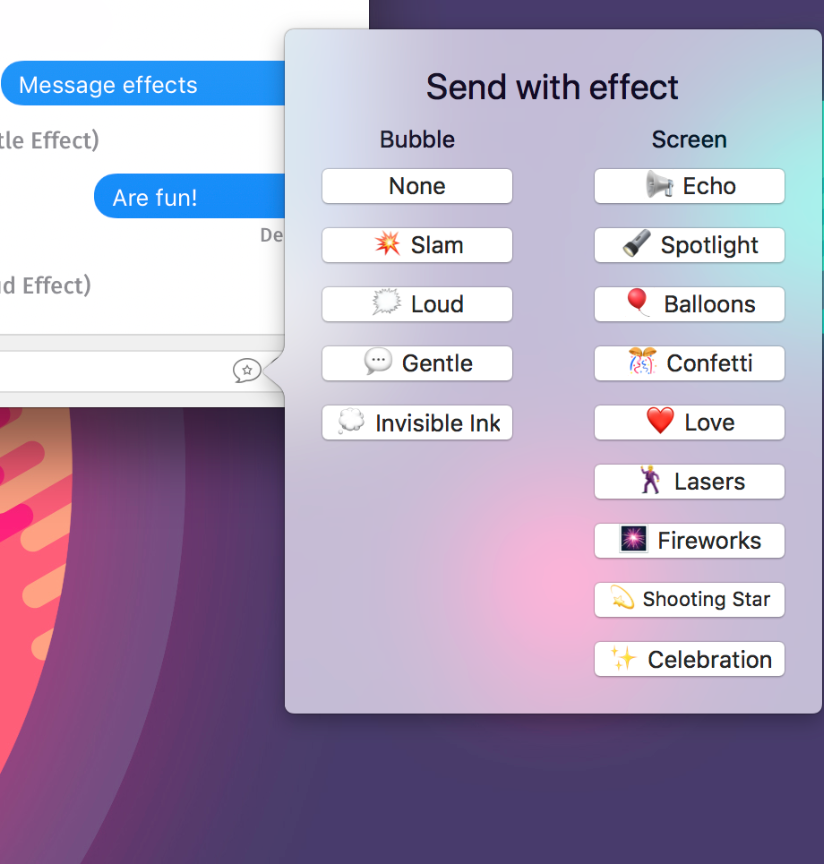 Message effects
tle Effect)
Are fun!
De
d Effect)
Send with effect
Bubble
None
Slam
Loud
Gentle
Invisible Ink
Screen
Echo
Spotlight
Balloons
Confetti
Love
Lasers
Fireworks
Shooting Star
Celebration